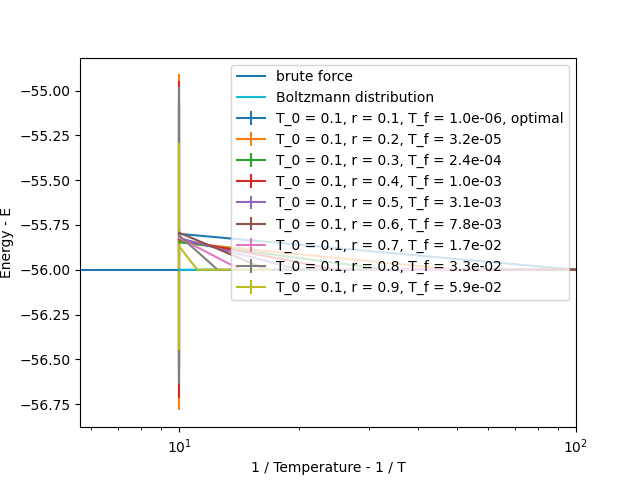 Energy - E
−55.00
−55.25
−55.50
−55.75
−56.00
−56.25
−56.50
−56.75
brute force
Boltzmann distribution
T_0 = 0.1, r = 0.1, T_f = 1.0e-06, optimal
T_0 = 0.1, r = 0.2, T_f = 3.2e-05
T_0 = 0.1, r = 0.3, T_f = 2.4e-04
T_0 = 0.1, r = 0.4, T_f = 1.0e-03
T_0 = 0.1, r = 0.5, T_f = 3.1e-03
T_0 = 0.1, r = 0.6, T_f = 7.8e-03
T_0 = 0.1, r = 0.7, T_f = 1.7e-02
T_0 = 0.1, r = 0.8, T_f = 3.3e-02
T_0 = 0.1, r = 0.9, T_f = 5.9e-02
10¹ 10²
1 / Temperature - 1 / T